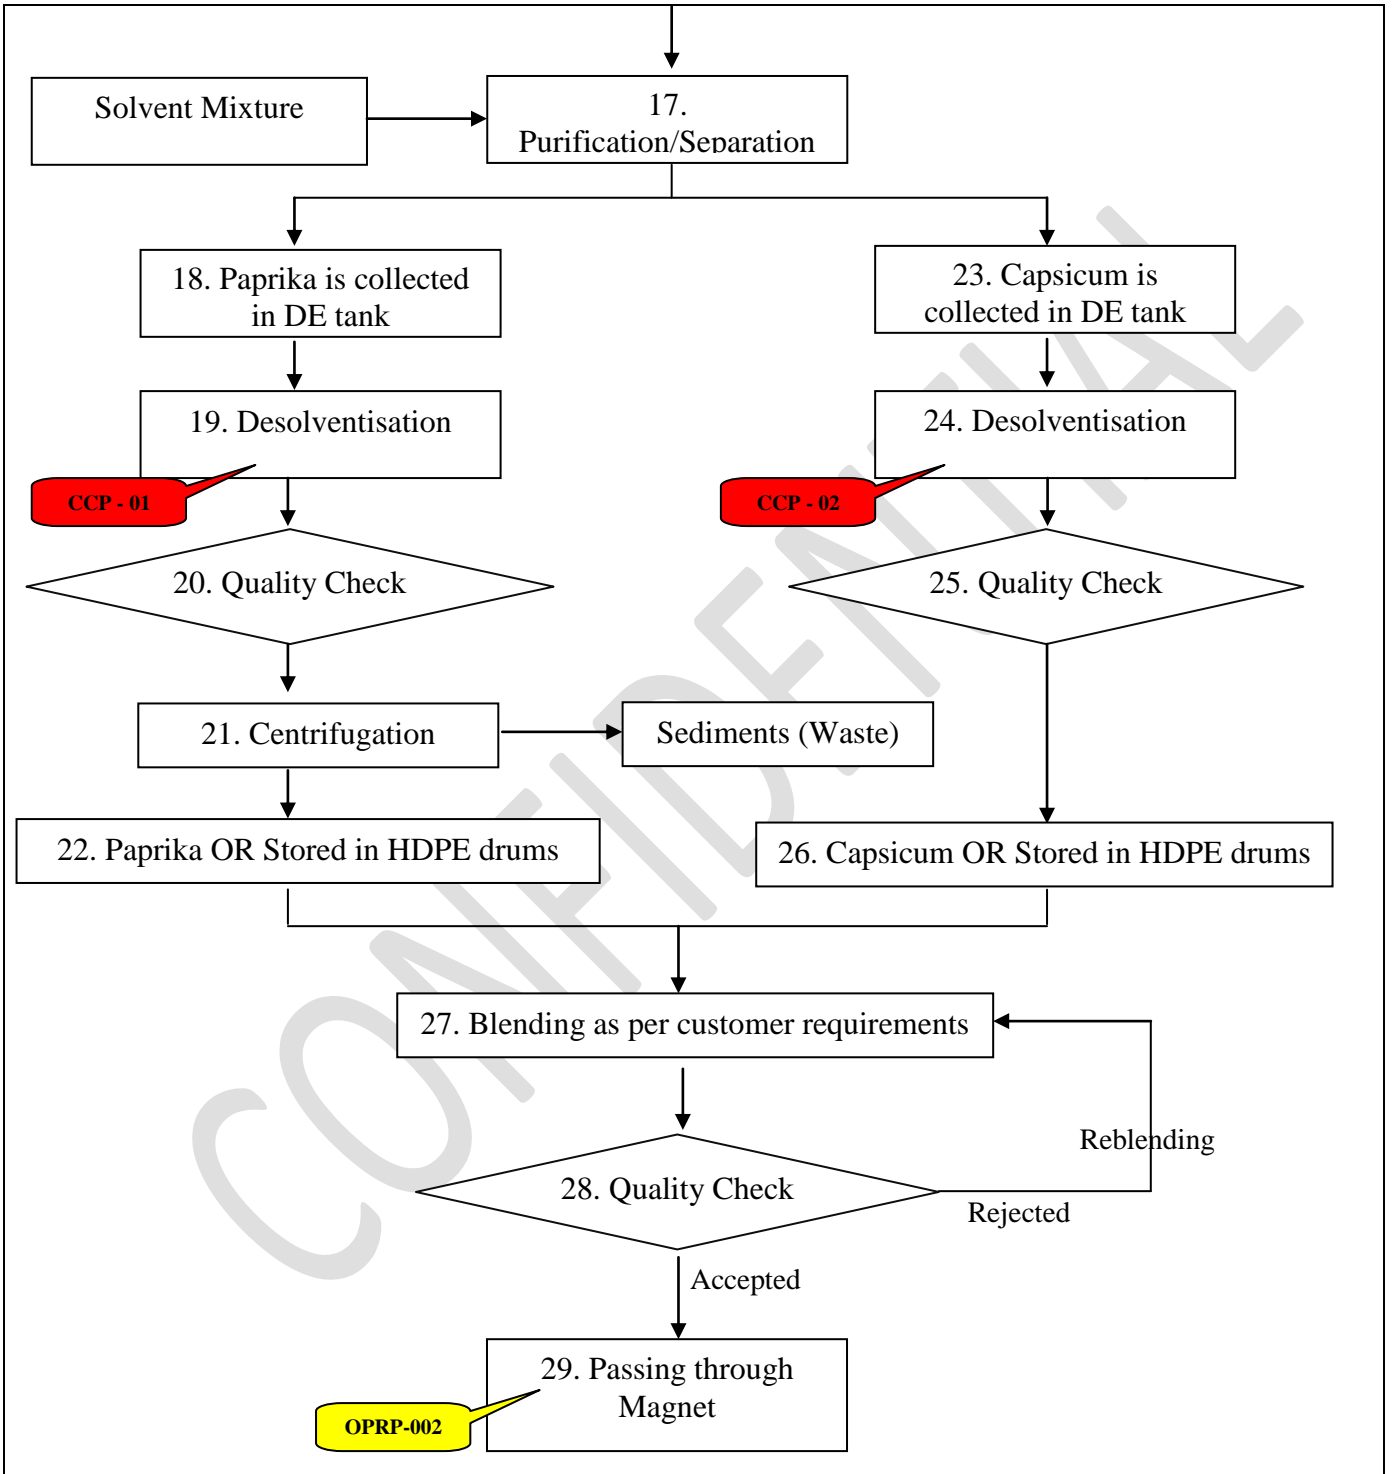 Solvent Mixture
17.
Purification/Separation
18. Paprika is collected
in DE tank
23. Capsicum is
collected in DE tank
19. Desolventisation
24. Desolventisation
CCP - 01
CCP - 02
20. Quality Check
25. Quality Check
21. Centrifugation
Sediments (Waste)
22. Paprika OR Stored in HDPE drums
26. Capsicum OR Stored in HDPE drums
27. Blending as per customer requirements
Reblending
28. Quality Check
Rejected
Accepted
29. Passing through
Magnet
OPRP-002
CONFIDENTIAL